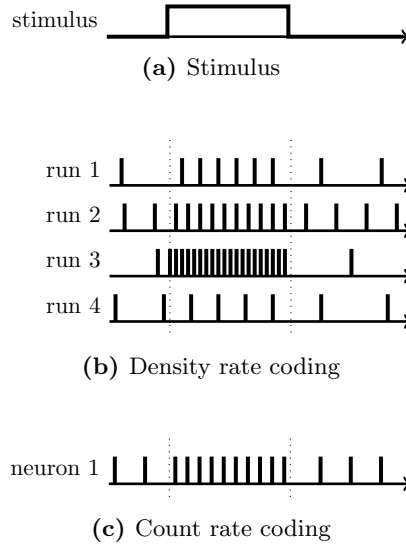 stimulus
(a) Stimulus
run 1
run 2
run 3
run 4
(b) Density rate coding
neuron 1
(c) Count rate coding